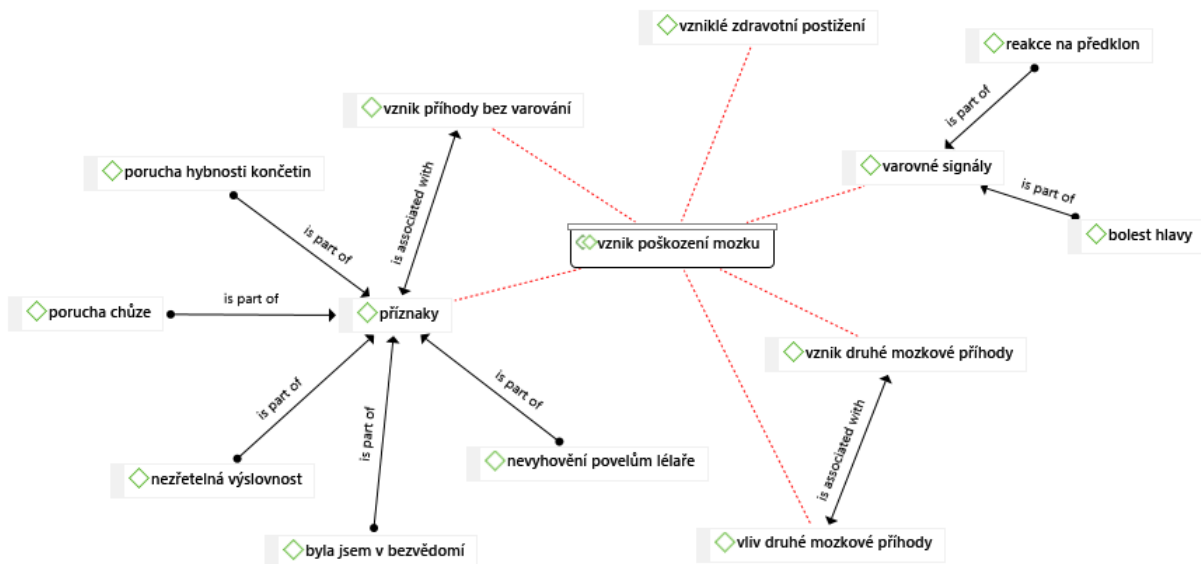 vzniklé zdravotní postižení
reakce na předklon
is part of
vznik příhody bez varování
varovné signály
is part of
bolest hlavy
porucha hybnosti končetin
is associated with
is part of
vznik poškození mozku
porucha chůze
is part of
příznaky
vznik druhé mozkové příhody
is part of
is part of
is part of
is associated with
nezřetelná výslovnost
nevyhovění povelům lélaře
byla jsem v bezvědomí
vliv druhé mozkové příhody